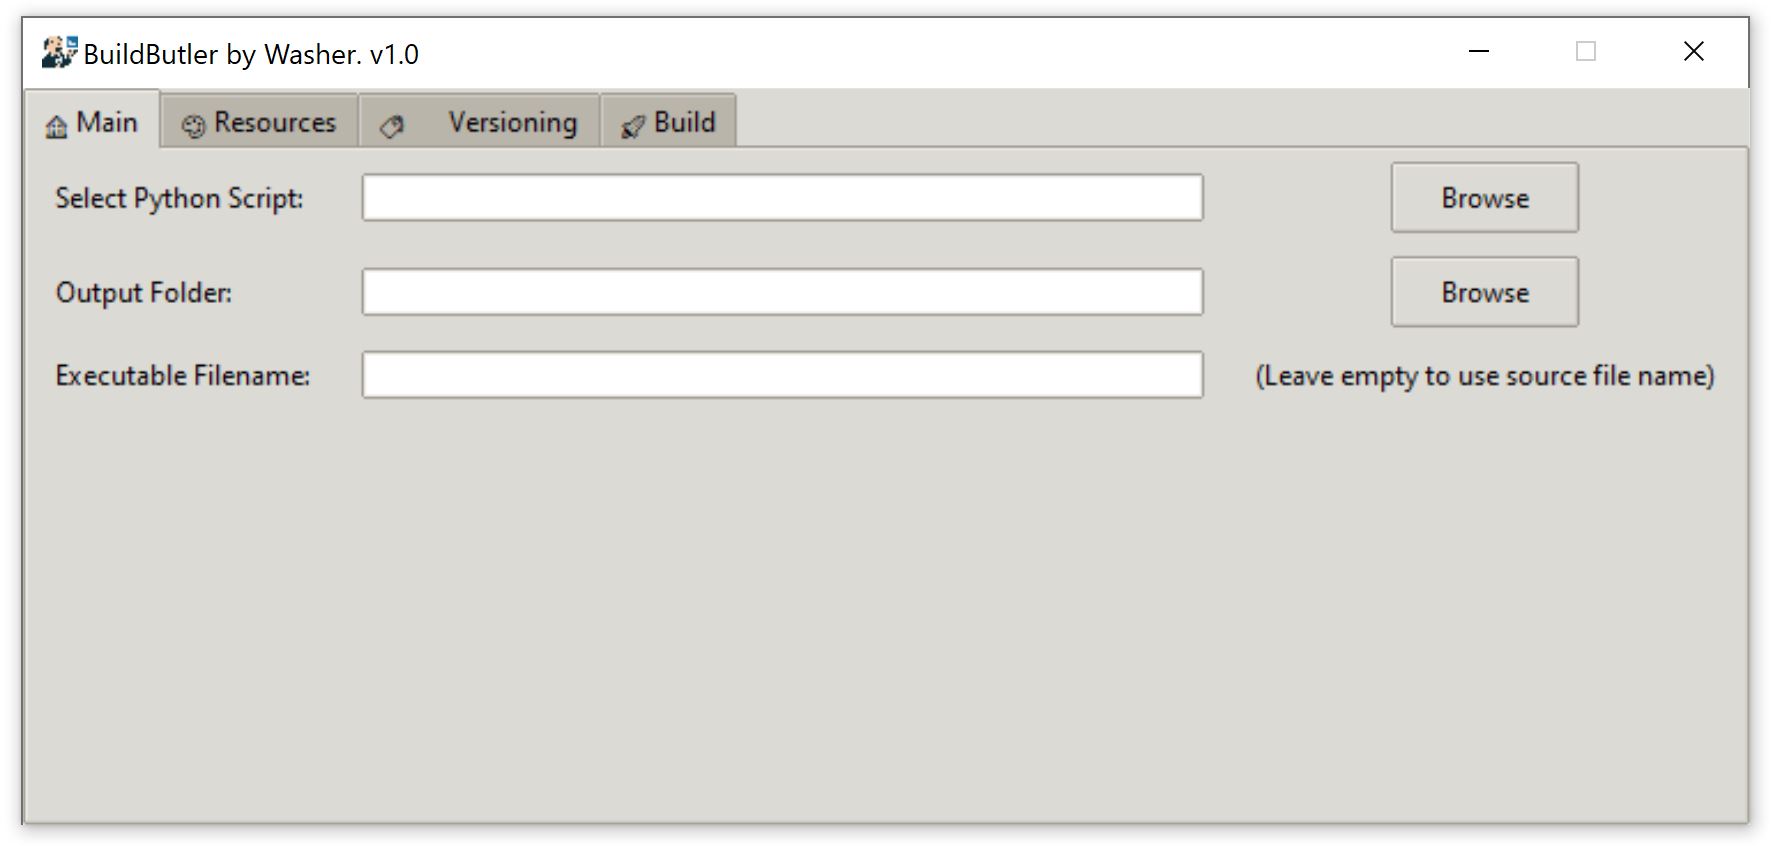 BuildButler by Washer. v1.0
Main Resources Versioning Build
Select Python Script: Browse
Output Folder: Browse
Executable Filename: (Leave empty to use source file name)